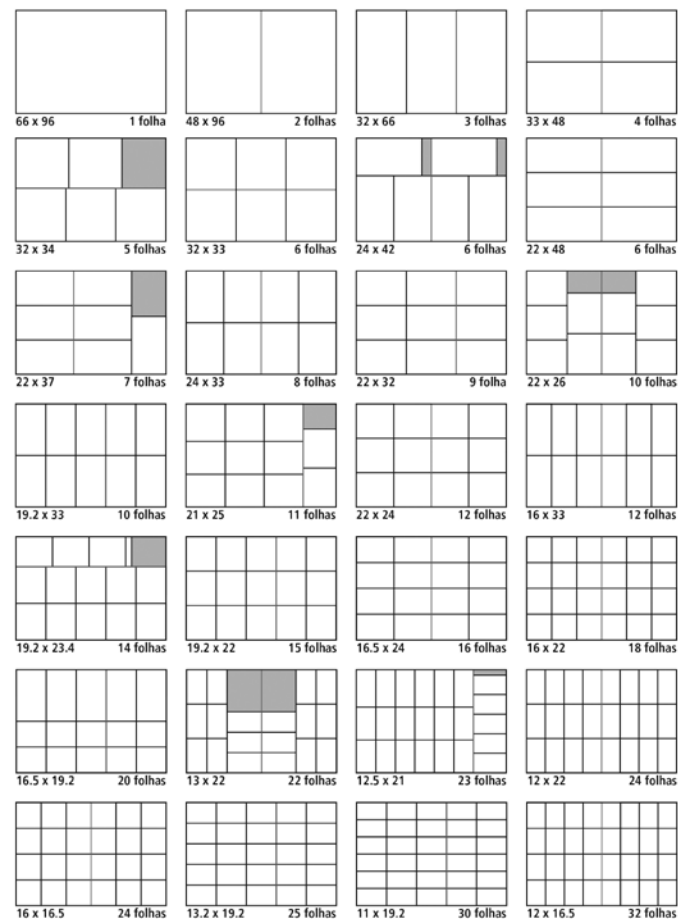 66 x 96 1 folha
48 x 96 2 folhas
32 x 66 3 folhas
33 x 48 4 folhas
32 x 34 5 folhas
32 x 33 6 folhas
24 x 42 6 folhas
22 x 48 6 folhas
22 x 37 7 folhas
24 x 33 8 folhas
22 x 32 9 folha
22 x 26 10 folhas
19.2 x 33 10 folhas
21 x 25 11 folhas
22 x 24 12 folhas
16 x 33 12 folhas
19.2 x 23.4 14 folhas
19.2 x 22 15 folhas
16.5 x 24 16 folhas
16 x 22 18 folhas
16.5 x 19.2 20 folhas
13 x 22 22 folhas
12.5 x 21 23 folhas
12 x 22 24 folhas
16 x 16.5 24 folhas
13.2 x 19.2 25 folhas
11 x 19.2 30 folhas
12 x 16.5 32 folhas